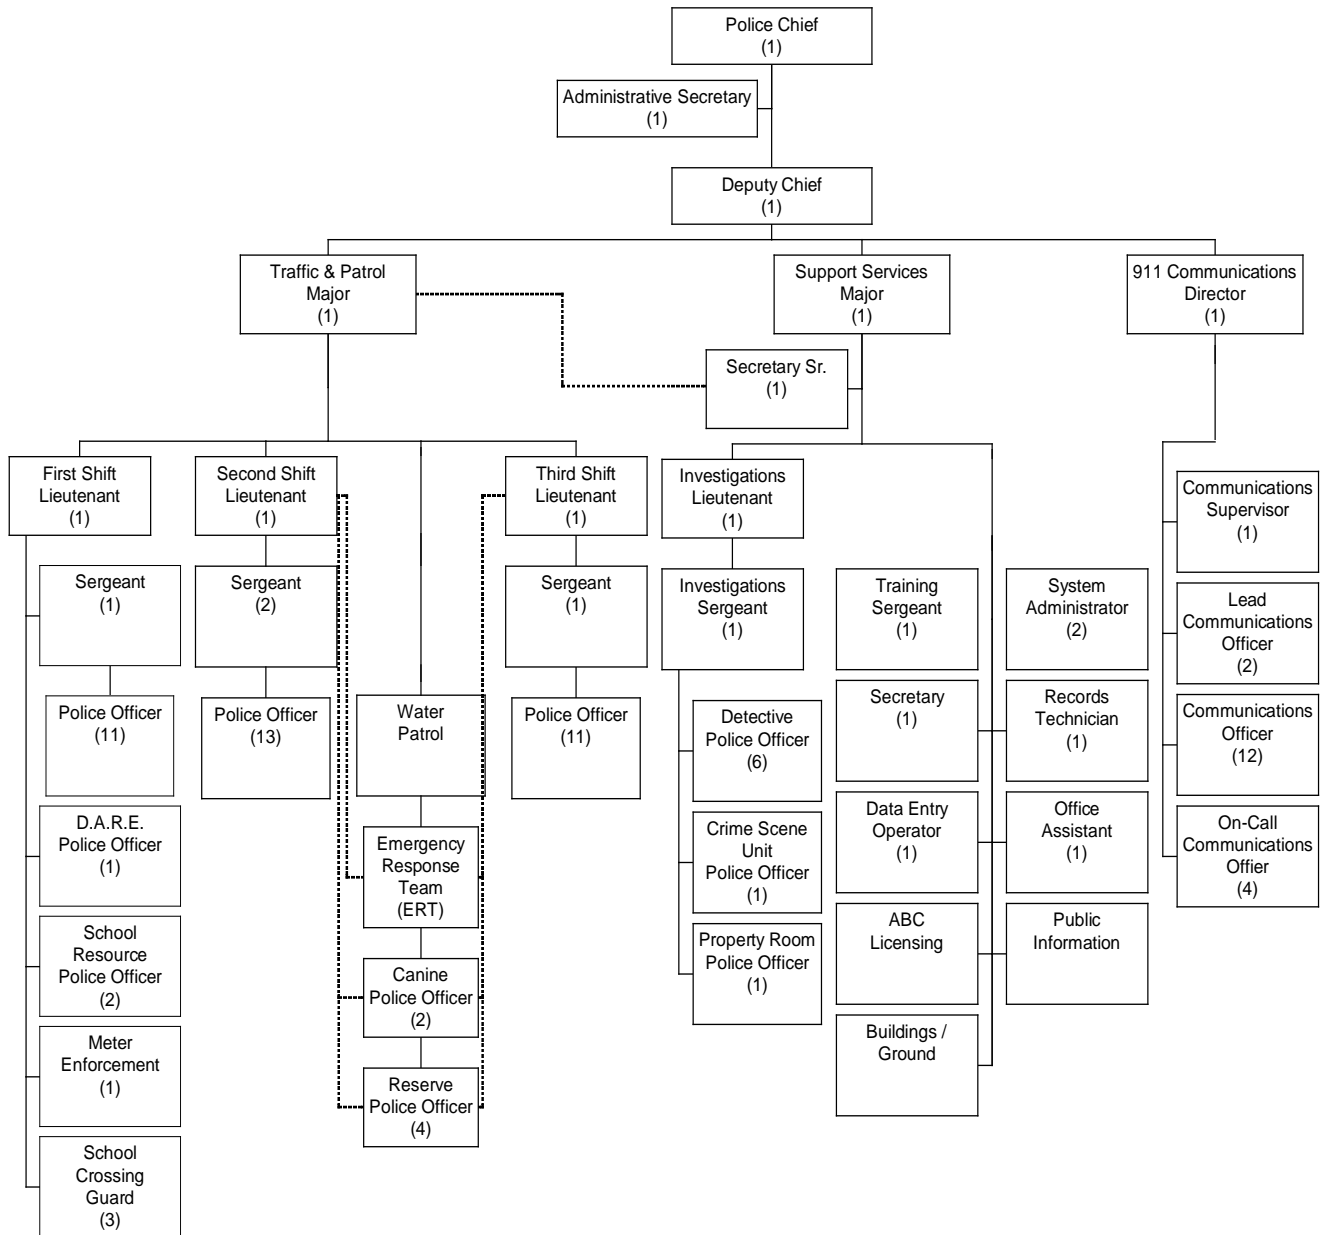 Police Chief
(1)
Administrative Secretary
(1)
Deputy Chief
(1)
Traffic & Patrol
Major
(1)
Support Services
Major
(1)
911 Communications
Director
(1)
Secretary Sr.
(1)
First Shift
Lieutenant
(1)
Second Shift
Lieutenant
(1)
Third Shift
Lieutenant
(1)
Investigations
Lieutenant
(1)
Communications
Supervisor
(1)
Sergeant
(1)
Sergeant
(2)
Sergeant
(1)
Investigations
Sergeant
(1)
Training
Sergeant
(1)
System
Administrator
(2)
Lead
Communications
Officer
(2)
Police Officer
(11)
Police Officer
(13)
Water
Patrol
Police Officer
(11)
Detective
Police Officer
(6)
Secretary
(1)
Records
Technician
(1)
Communications
Officer
(12)
D.A.R.E.
Police Officer
(1)
Emergency
Response
Team
(ERT)
Crime Scene
Unit
Police Officer
(1)
Data Entry
Operator
(1)
Office
Assistant
(1)
On-Call
Communications
Offier
(4)
School
Resource
Police Officer
(2)
Canine
Police Officer
(2)
Property Room
Police Officer
(1)
ABC
Licensing
Public
Information
Meter
Enforcement
(1)
Reserve
Police Officer
(4)
Buildings /
Ground
School
Crossing
Guard
(3)